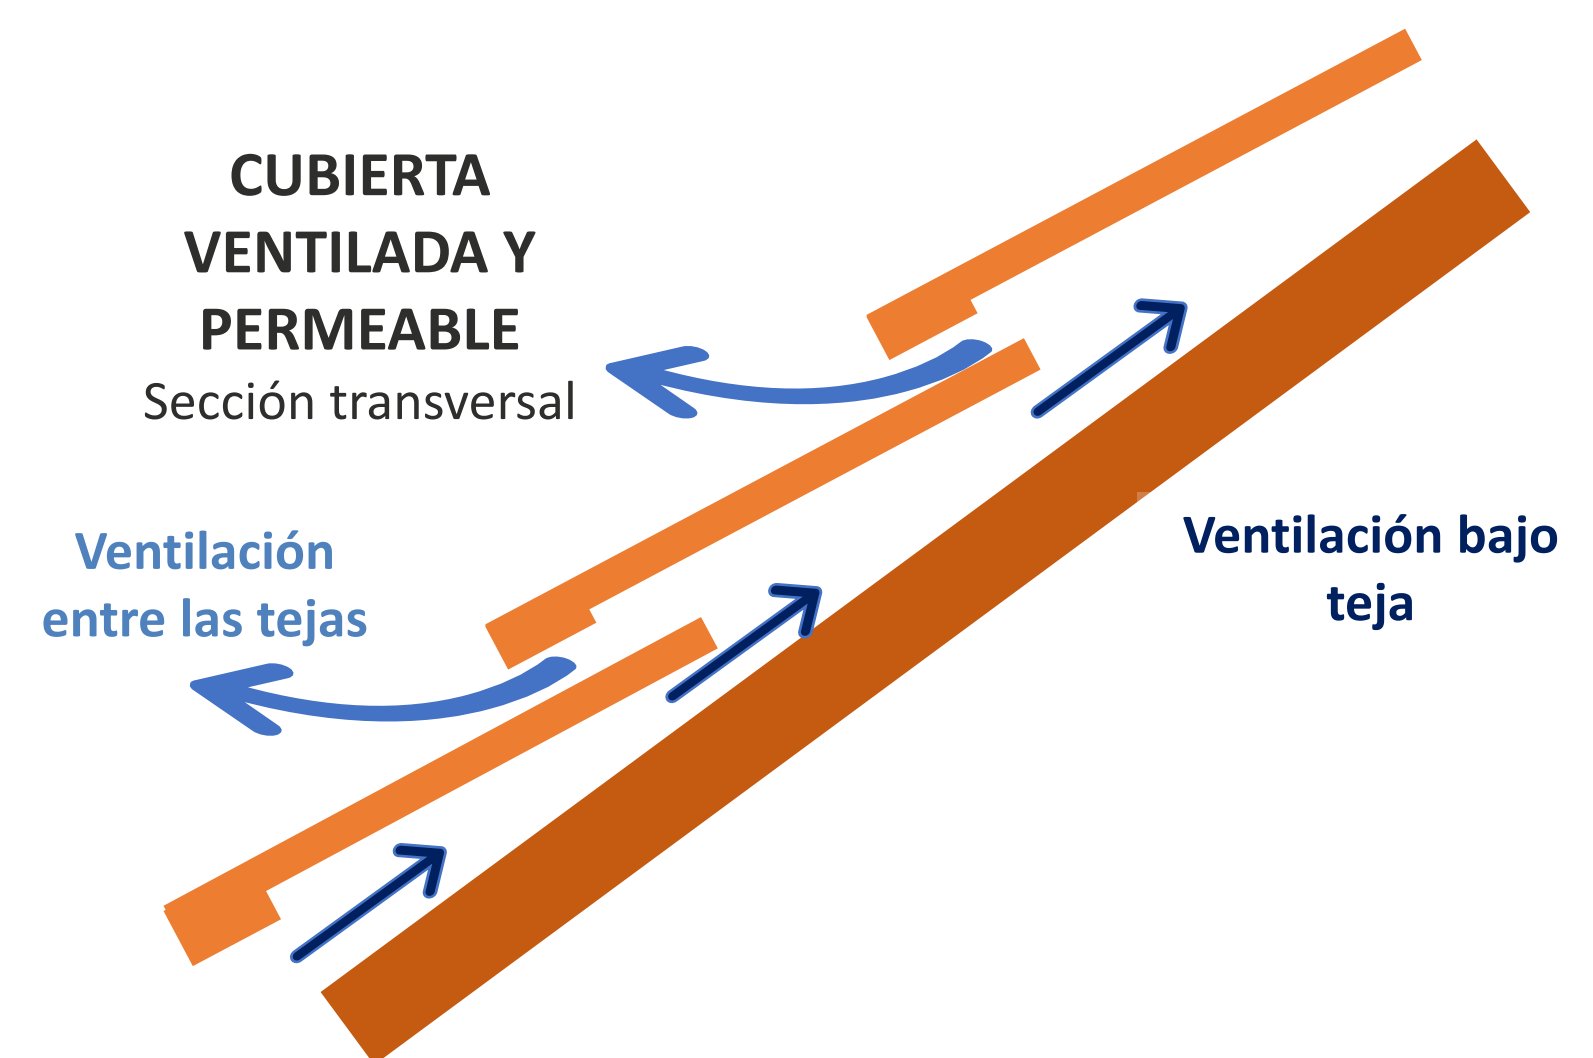 CUBIERTA
VENTILADA Y
PERMEABLE
Sección transversal
Ventilación
entre las tejas
Ventilación bajo
teja